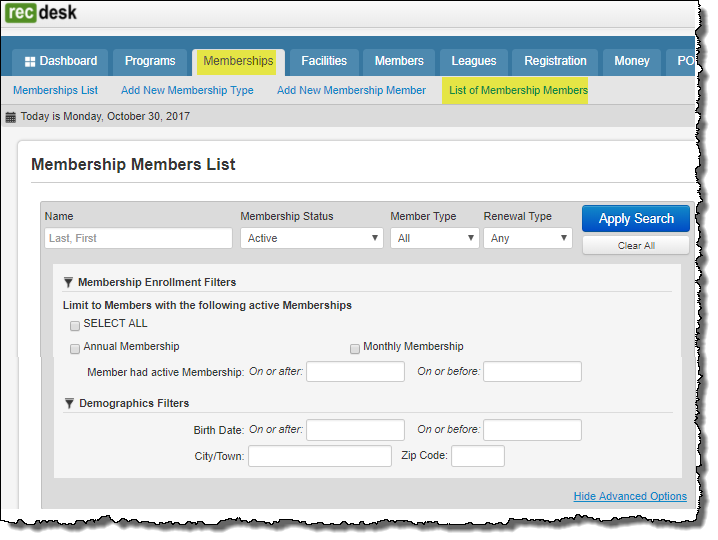 rec desk
Dashboard Programs Memberships Facilities Members Leagues Registration Money PO
Memberships List Add New Membership Type Add New Membership Member List of Membership Members
Today is Monday, October 30, 2017
Membership Members List
Name Membership Status Member Type Renewal Type Apply Search
Last, First Active All Any
Clear All
Membership Enrollment Filters
Limit to Members with the following active Memberships
SELECT ALL
Annual Membership Monthly Membership
Member had active Membership: On or after: On or before:
Demographics Filters
Birth Date: On or after: On or before:
City/Town: Zip Code:
Hide Advanced Options